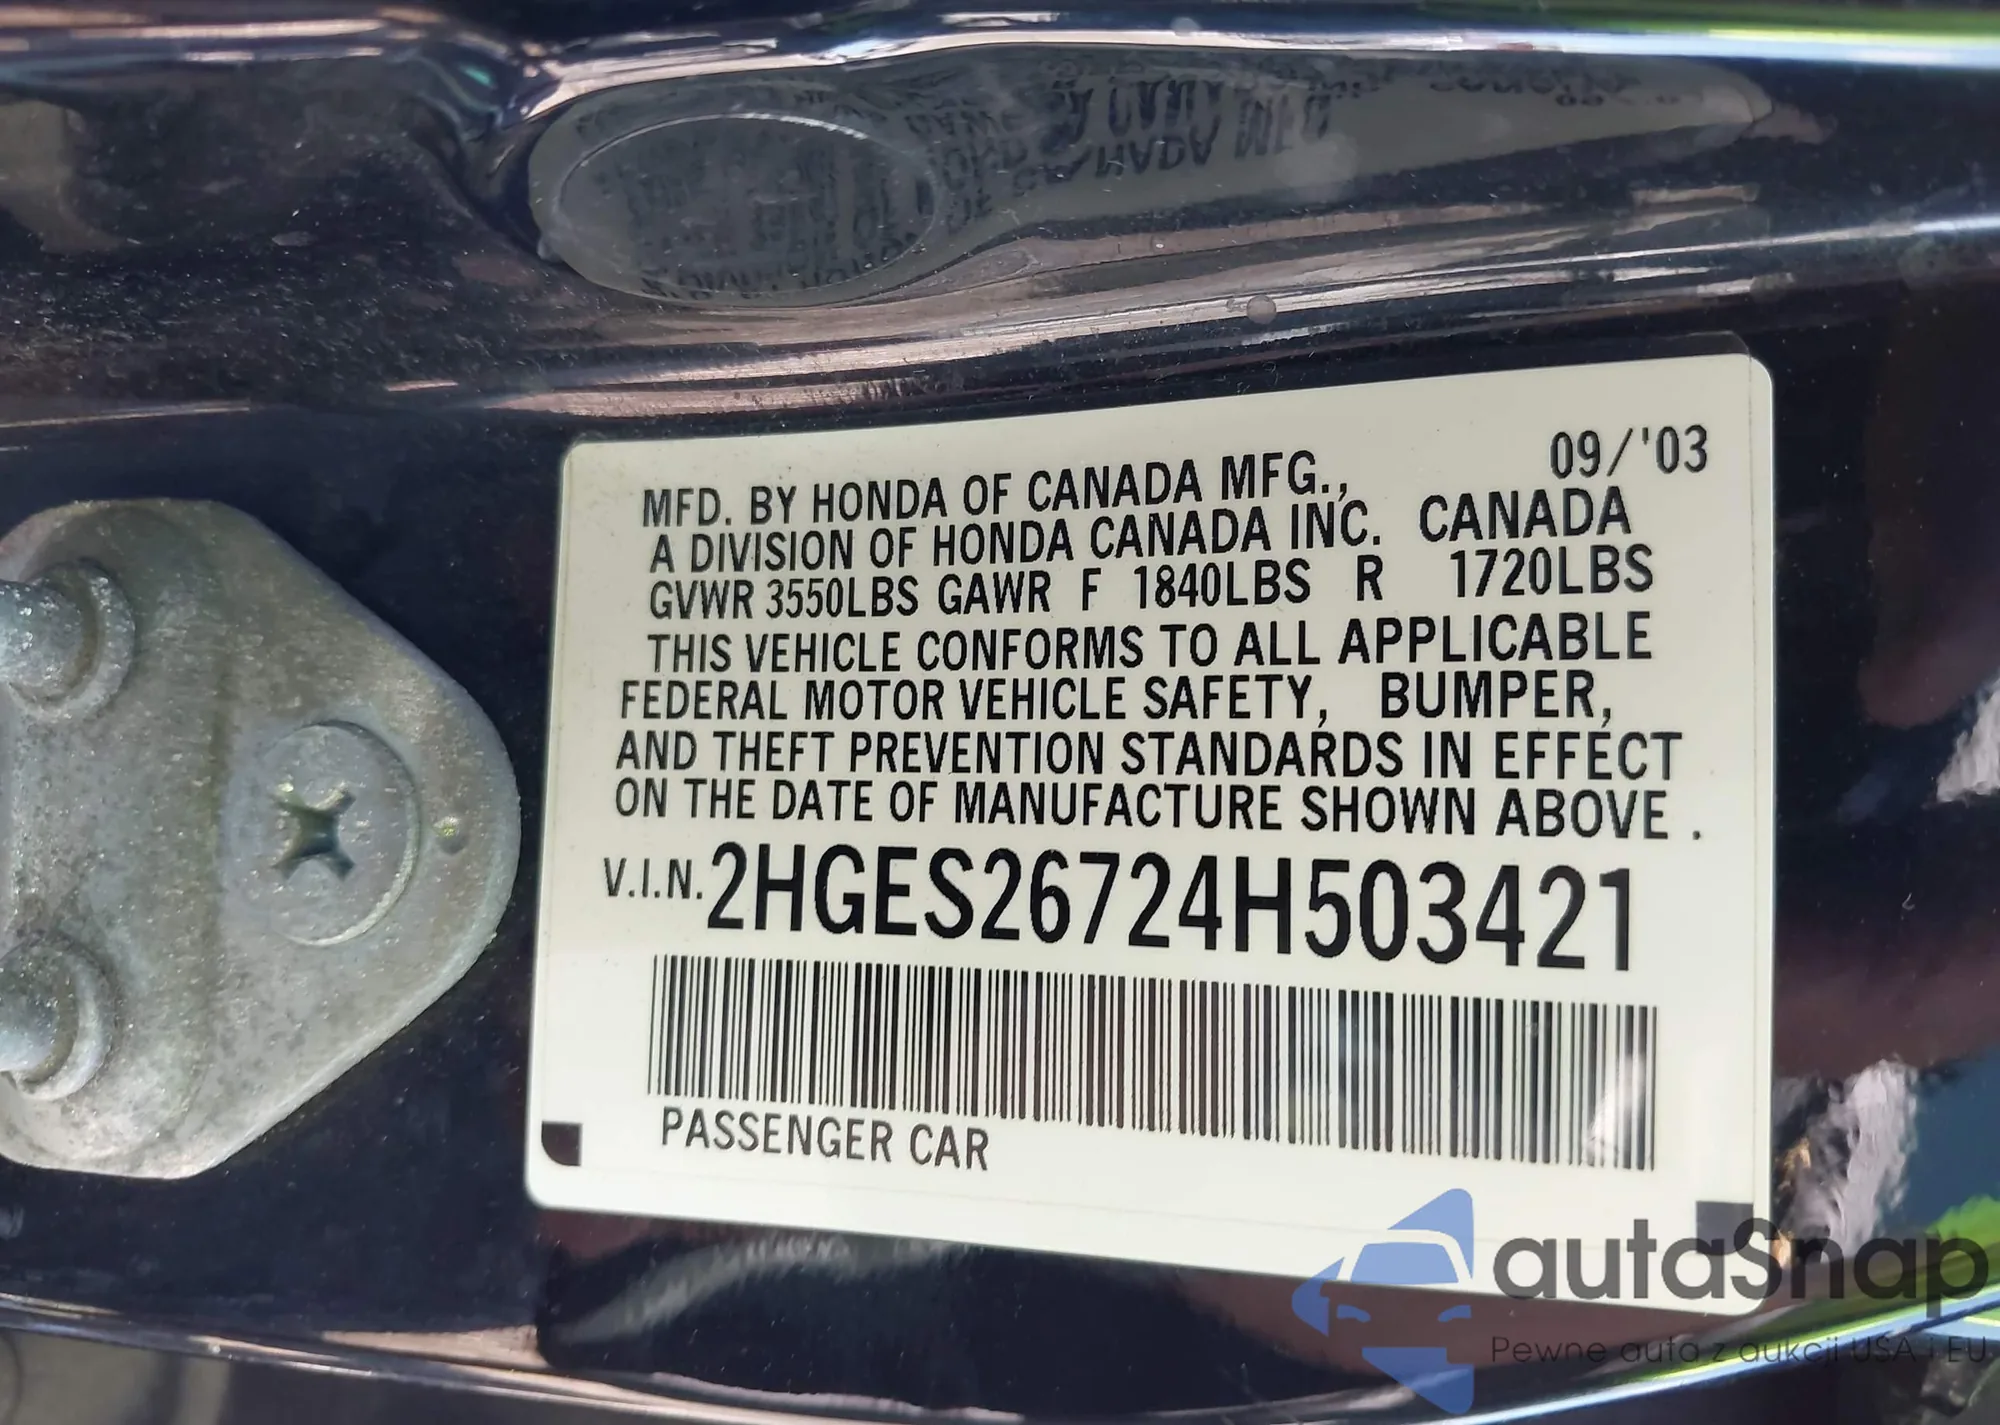 09/'03
MFD. BY HONDA OF CANADA MFG.,
A DIVISION OF HONDA CANADA INC. CANADA
GVWR 3550LBS GAWR F 1840LBS R 1720LBS
THIS VEHICLE CONFORMS TO ALL APPLICABLE
FEDERAL MOTOR VEHICLE SAFETY, BUMPER,
AND THEFT PREVENTION STANDARDS IN EFFECT
ON THE DATE OF MANUFACTURE SHOWN ABOVE .
V.I.N. 2HGES26724H503421
PASSENGER CAR
autaSnap
Pewne auta z aukcji USA i EU